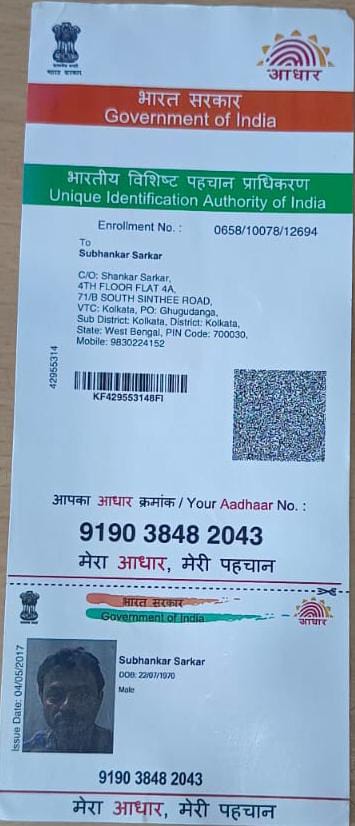 भारत सरकार
आधार
भारत सरकार
Government of India
भारतीय विशिष्ट पहचान प्राधिकरण
Unique Identification Authority of India
Enrollment No. : 0658/10078/12694
To
Subhankar Sarkar
C/O: Shankar Sarkar,
4TH FLOOR FLAT 4A,
71/B SOUTH SINTHEE ROAD,
VTC: Kolkata, PO: Ghugudanga,
Sub District: Kolkata, District: Kolkata,
State: West Bengal, PIN Code: 700030,
Mobile: 9830224152
42955314
KF429553148FI
आपका आधार क्रमांक / Your Aadhaar No. :
9190 3848 2043
मेरा आधार, मेरी पहचान
भारत सरकार
Government of India
आधार
Issue Date: 04/05/2017
Subhankar Sarkar
DOB: 22/07/1970
Male
9190 3848 2043
मेरा आधार, मेरी पहचान